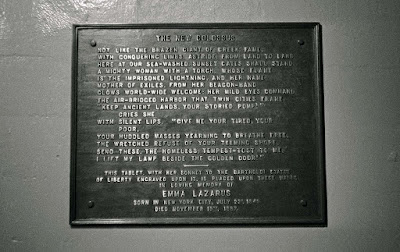 THE NEW COLOSSUS.
NOT LIKE THE BRAZEN GIANT OF GREEK FAME,
WITH CONQUERING LIMBS ASTRIDE FROM LAND TO LAND;
HERE AT OUR SEA-WASHED, SUNSET GATES SHALL STAND
A MIGHTY WOMAN WITH A TORCH, WHOSE FLAME
IS THE IMPRISONED LIGHTNING, AND HER NAME
MOTHER OF EXILES. FROM HER BEACON-HAND
GLOWS WORLD-WIDE WELCOME; HER MILD EYES COMMAND
THE AIR-BRIDGED HARBOR THAT TWIN CITIES FRAME.
"KEEP ANCIENT LANDS, YOUR STORIED POMP!"
CRIES SHE
WITH SILENT LIPS. "GIVE ME YOUR TIRED, YOUR
POOR,
YOUR HUDDLED MASSES YEARNING TO BREATHE FREE,
THE WRETCHED REFUSE OF YOUR TEEMING SHORE.
SEND THESE, THE HOMELESS, TEMPEST-TOST TO ME,
I LIFT MY LAMP BESIDE THE GOLDEN DOOR!"
THIS TABLET, WITH HER SONNET TO THE BARTHOLDI STATUE
OF LIBERTY ENGRAVED UPON IT, IS PLACED UPON THESE WALLS
IN LOVING MEMORY OF
EMMA LAZARUS
BORN IN NEW YORK CITY, JULY 22D, 1849
DIED NOVEMBER 19TH, 1887.